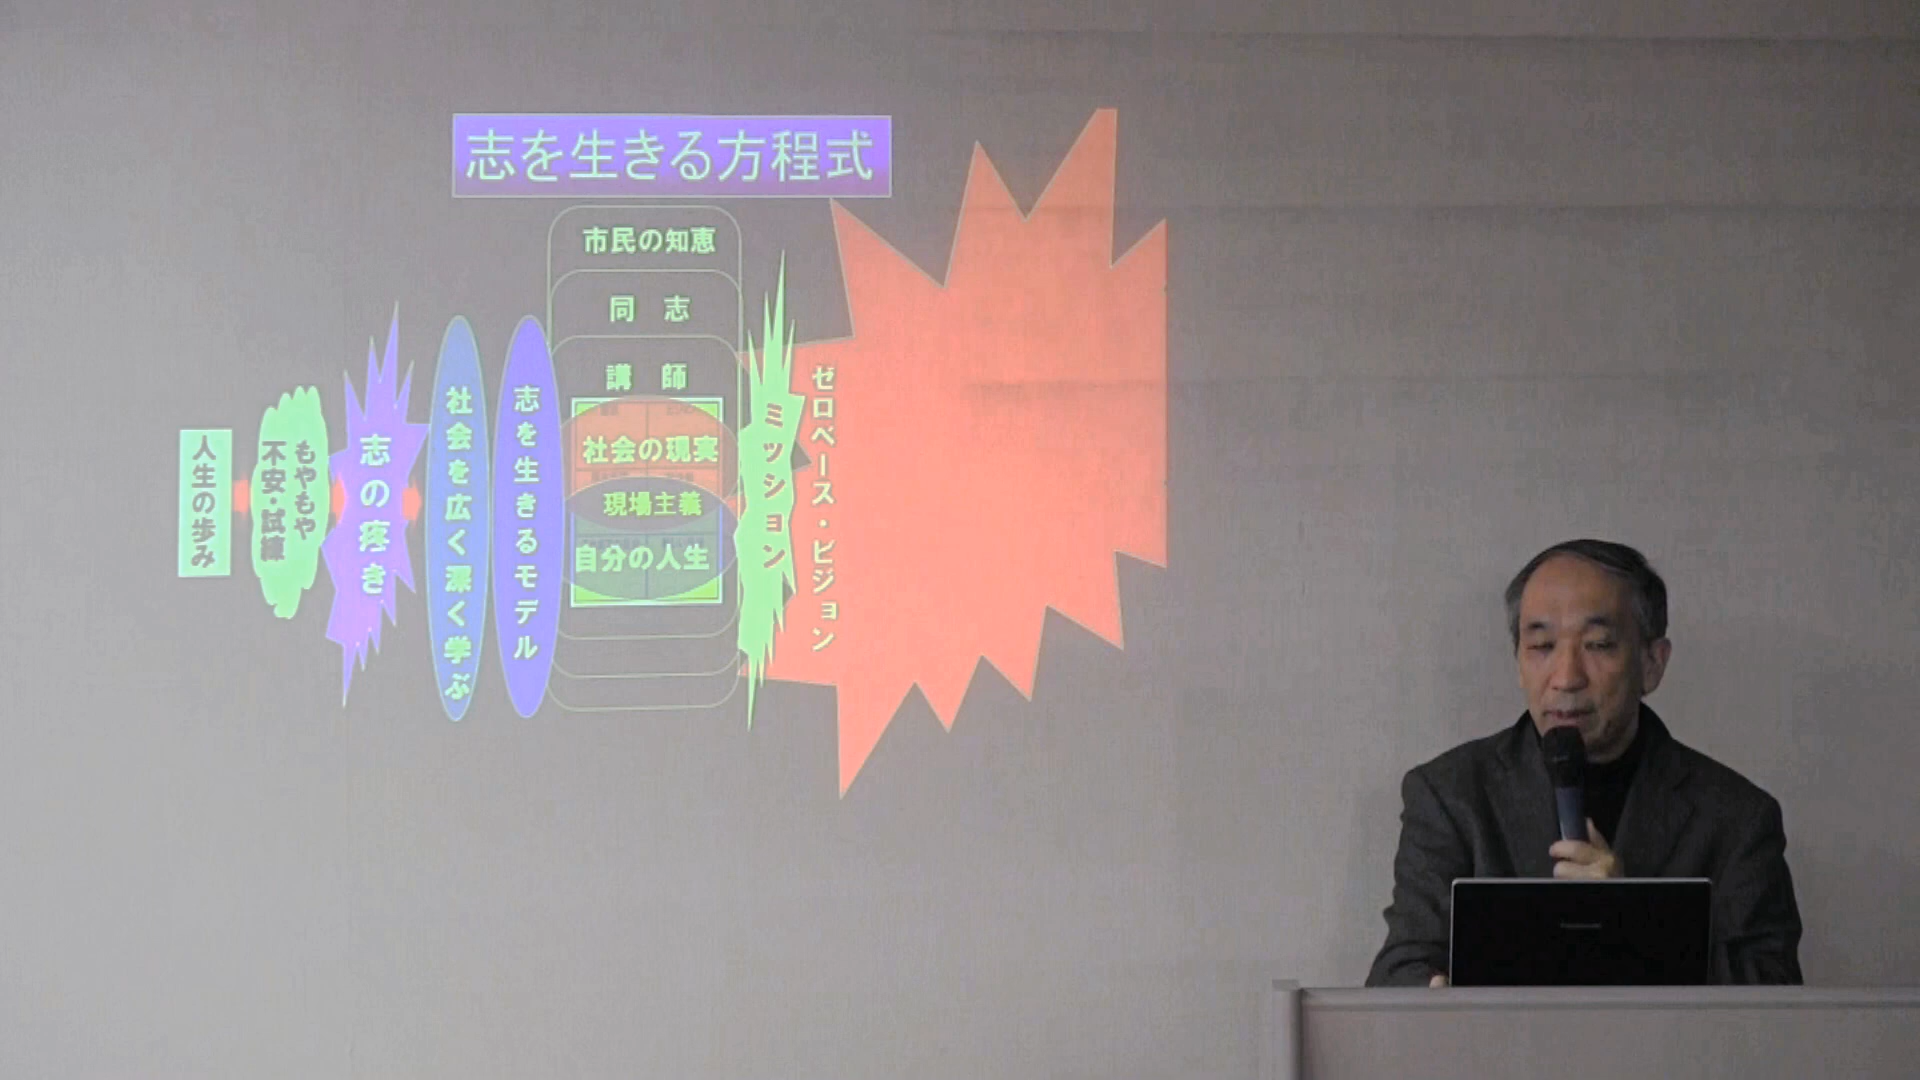 志を生きる方程式
市民の知恵
同 志
講 師
社会の現実
現場主義
自分の人生
人生の歩み
もやもや
不安・試練
志の疼き
社会を広く深く学ぶ
志を生きるモデル
ミッション
ゼロベース・ビジョン